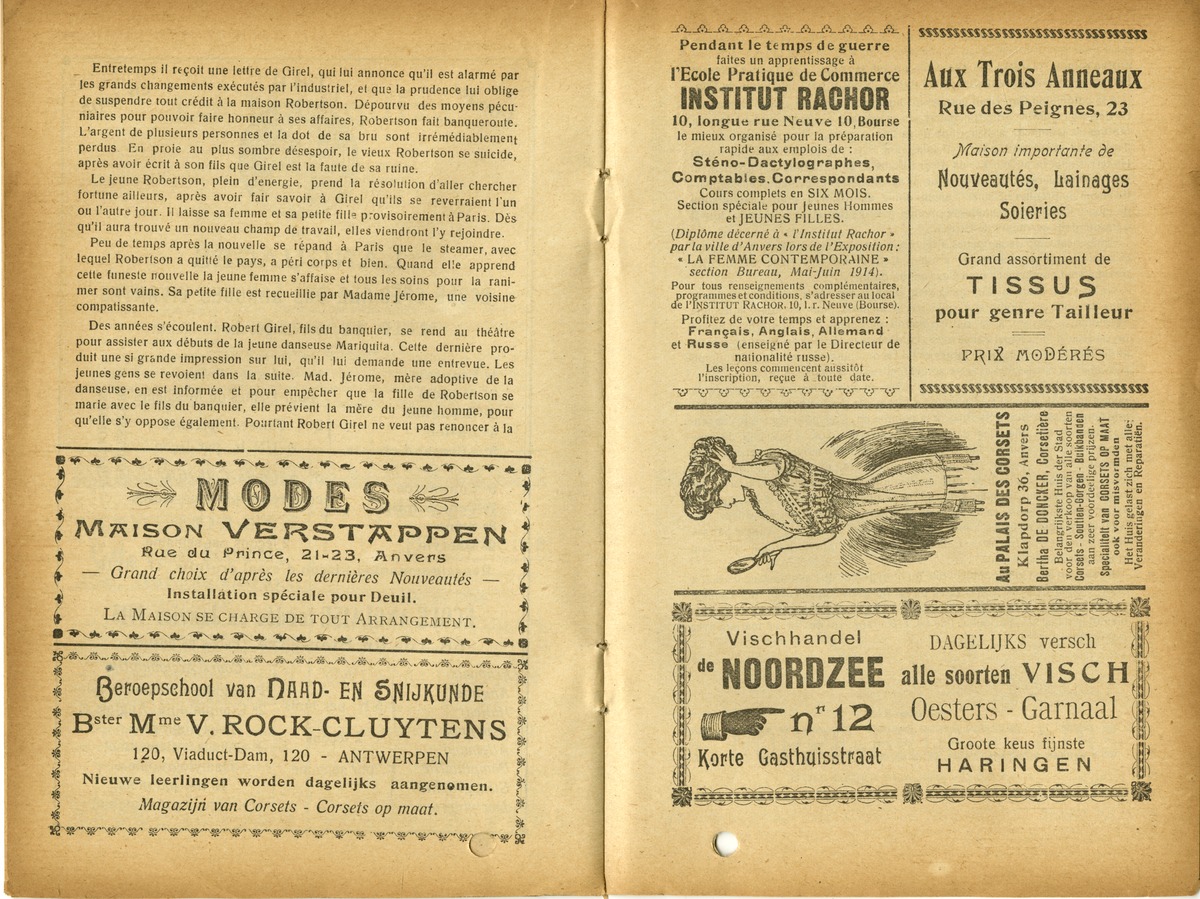 Entretemps il reçoit une lettre de Girel, qui lui annonce qu'il est alarmé par
les grands changements exécutés par l'industriel, et que la prudence lui oblige
de suspendre tout crédit à la maison Robertson. Dépourvu des moyens pécu-
niaires pour pouvoir faire honneur à ses affaires, Robertson fait banqueroute.
L'argent de plusieurs personnes et la dot de sa bru sont irrémédiablement
perdus En proie au plus sombre désespoir, le vieux Robertson se suicide,
après avoir écrit à son fils que Girel est la faute de sa ruine.
Le jeune Robertson, plein d'energie, prend la résolution d'aller chercher
fortune ailleurs, après avoir fait savoir à Girel qu'ils se reverraient l'un
ou l'autre jour. Il laisse sa femme et sa petite fille provisoirement à Paris. Dès
qu'il aura trouvé un nouveau champ de travail, elles viendront l'y rejoindre.
Peu de temps après la nouvelle se répand à Paris que le steamer, avec
lequel Robertson a quitté le pays, a péri corps et bien. Quand elle apprend
cette funeste nouvelle la jeune femme s'affaise et tous les soins pour la rani-
mer sont vains. Sa petite fille est recueillie par Madame Jérome, une voisine
compatissante.
Des années s'écoulent. Robert Girel, fils du banquier, se rend au théâtre
pour assister aux débuts de la jeune danseuse Mariquita. Cette dernière pro-
duit une si grande impression sur lui, qu'il lui demande une entrevue. Les
jeunes gens se revoient dans la suite. Mad. Jérome, mère adoptive de la
danseuse, en est informée et pour empêcher que la fille de Robertson se
marie avec le fils du banquier, elle prévient la mère du jeune homme, pour
qu'elle s'y oppose également. Pourtant Robert Girel ne veut pas renoncer à la
MODES
MAISON VERSTAPPEN
Rue du Prince, 21-23, Anvers
— Grand choix d'après les dernières Nouveautés —
Installation spéciale pour Deuil.
LA MAISON SE CHARGE DE TOUT ARRANGEMENT.
Beroepschool van NAAD- EN SNIJKUNDE
Bster Mme V. ROCK-CLUYTENS
120, Viaduct-Dam, 120 - ANTWERPEN
Nieuwe leerlingen worden dagelijks aangenomen.
Magazijn van Corsets - Corsets op maat.
Pendant le temps de guerre
faites un apprentissage à
l'Ecole Pratique de Commerce
INSTITUT RACHOR
10, longue rue Neuve 10, Bourse
le mieux organisé pour la préparation
rapide aux emplois de :
Sténo-Dactylographes,
Comptables. Correspondants
Cours complets en SIX MOIS.
Section spéciale pour Jeunes Hommes
et JEUNES FILLES.
(Diplôme décerné à « l'Institut Rachor »
par la ville d'Anvers lors de l'Exposition :
« LA FEMME CONTEMPORAINE »
section Bureau, Mai-Juin 1914).
Pour tous renseignements complémentaires,
programmes et conditions, s'adresser au local
de l'INSTITUT RACHOR. 10, l. r. Neuve (Bourse).
Profitez de votre temps et apprenez :
Français, Anglais, Allemand
et Russe (enseigné par le Directeur de
nationalité russe).
Les leçons commencent aussitôt
l'inscription, reçue à toute date.
Aux Trois Anneaux
Rue des Peignes, 23
Maison importante de
Nouveautés, Lainages
Soieries
Grand assortiment de
TISSUS
pour genre Tailleur
PRIX MODÉRÉS
Au PALAIS DES CORSETS
Klapdorp 36, Anvers
Bertha DE DONCKER, Corsetière
Belangrijkste Huis der Stad
voor den verkoop van alle soorten
Corsets - Soutien-Gorgen - Buikbanden
aan zeer voordeelige prijzen.
Specialiteit van CORSETS OP MAAT
ook voor misvormden
Het Huis gelast zich met alle
Veranderingen en Reparatiën.
Vischhandel
de NOORDZEE
nr 12
Korte Gasthuisstraat
DAGELIJKS versch
alle soorten VISCH
Oesters - Garnaal
Groote keus fijnste
HARINGEN